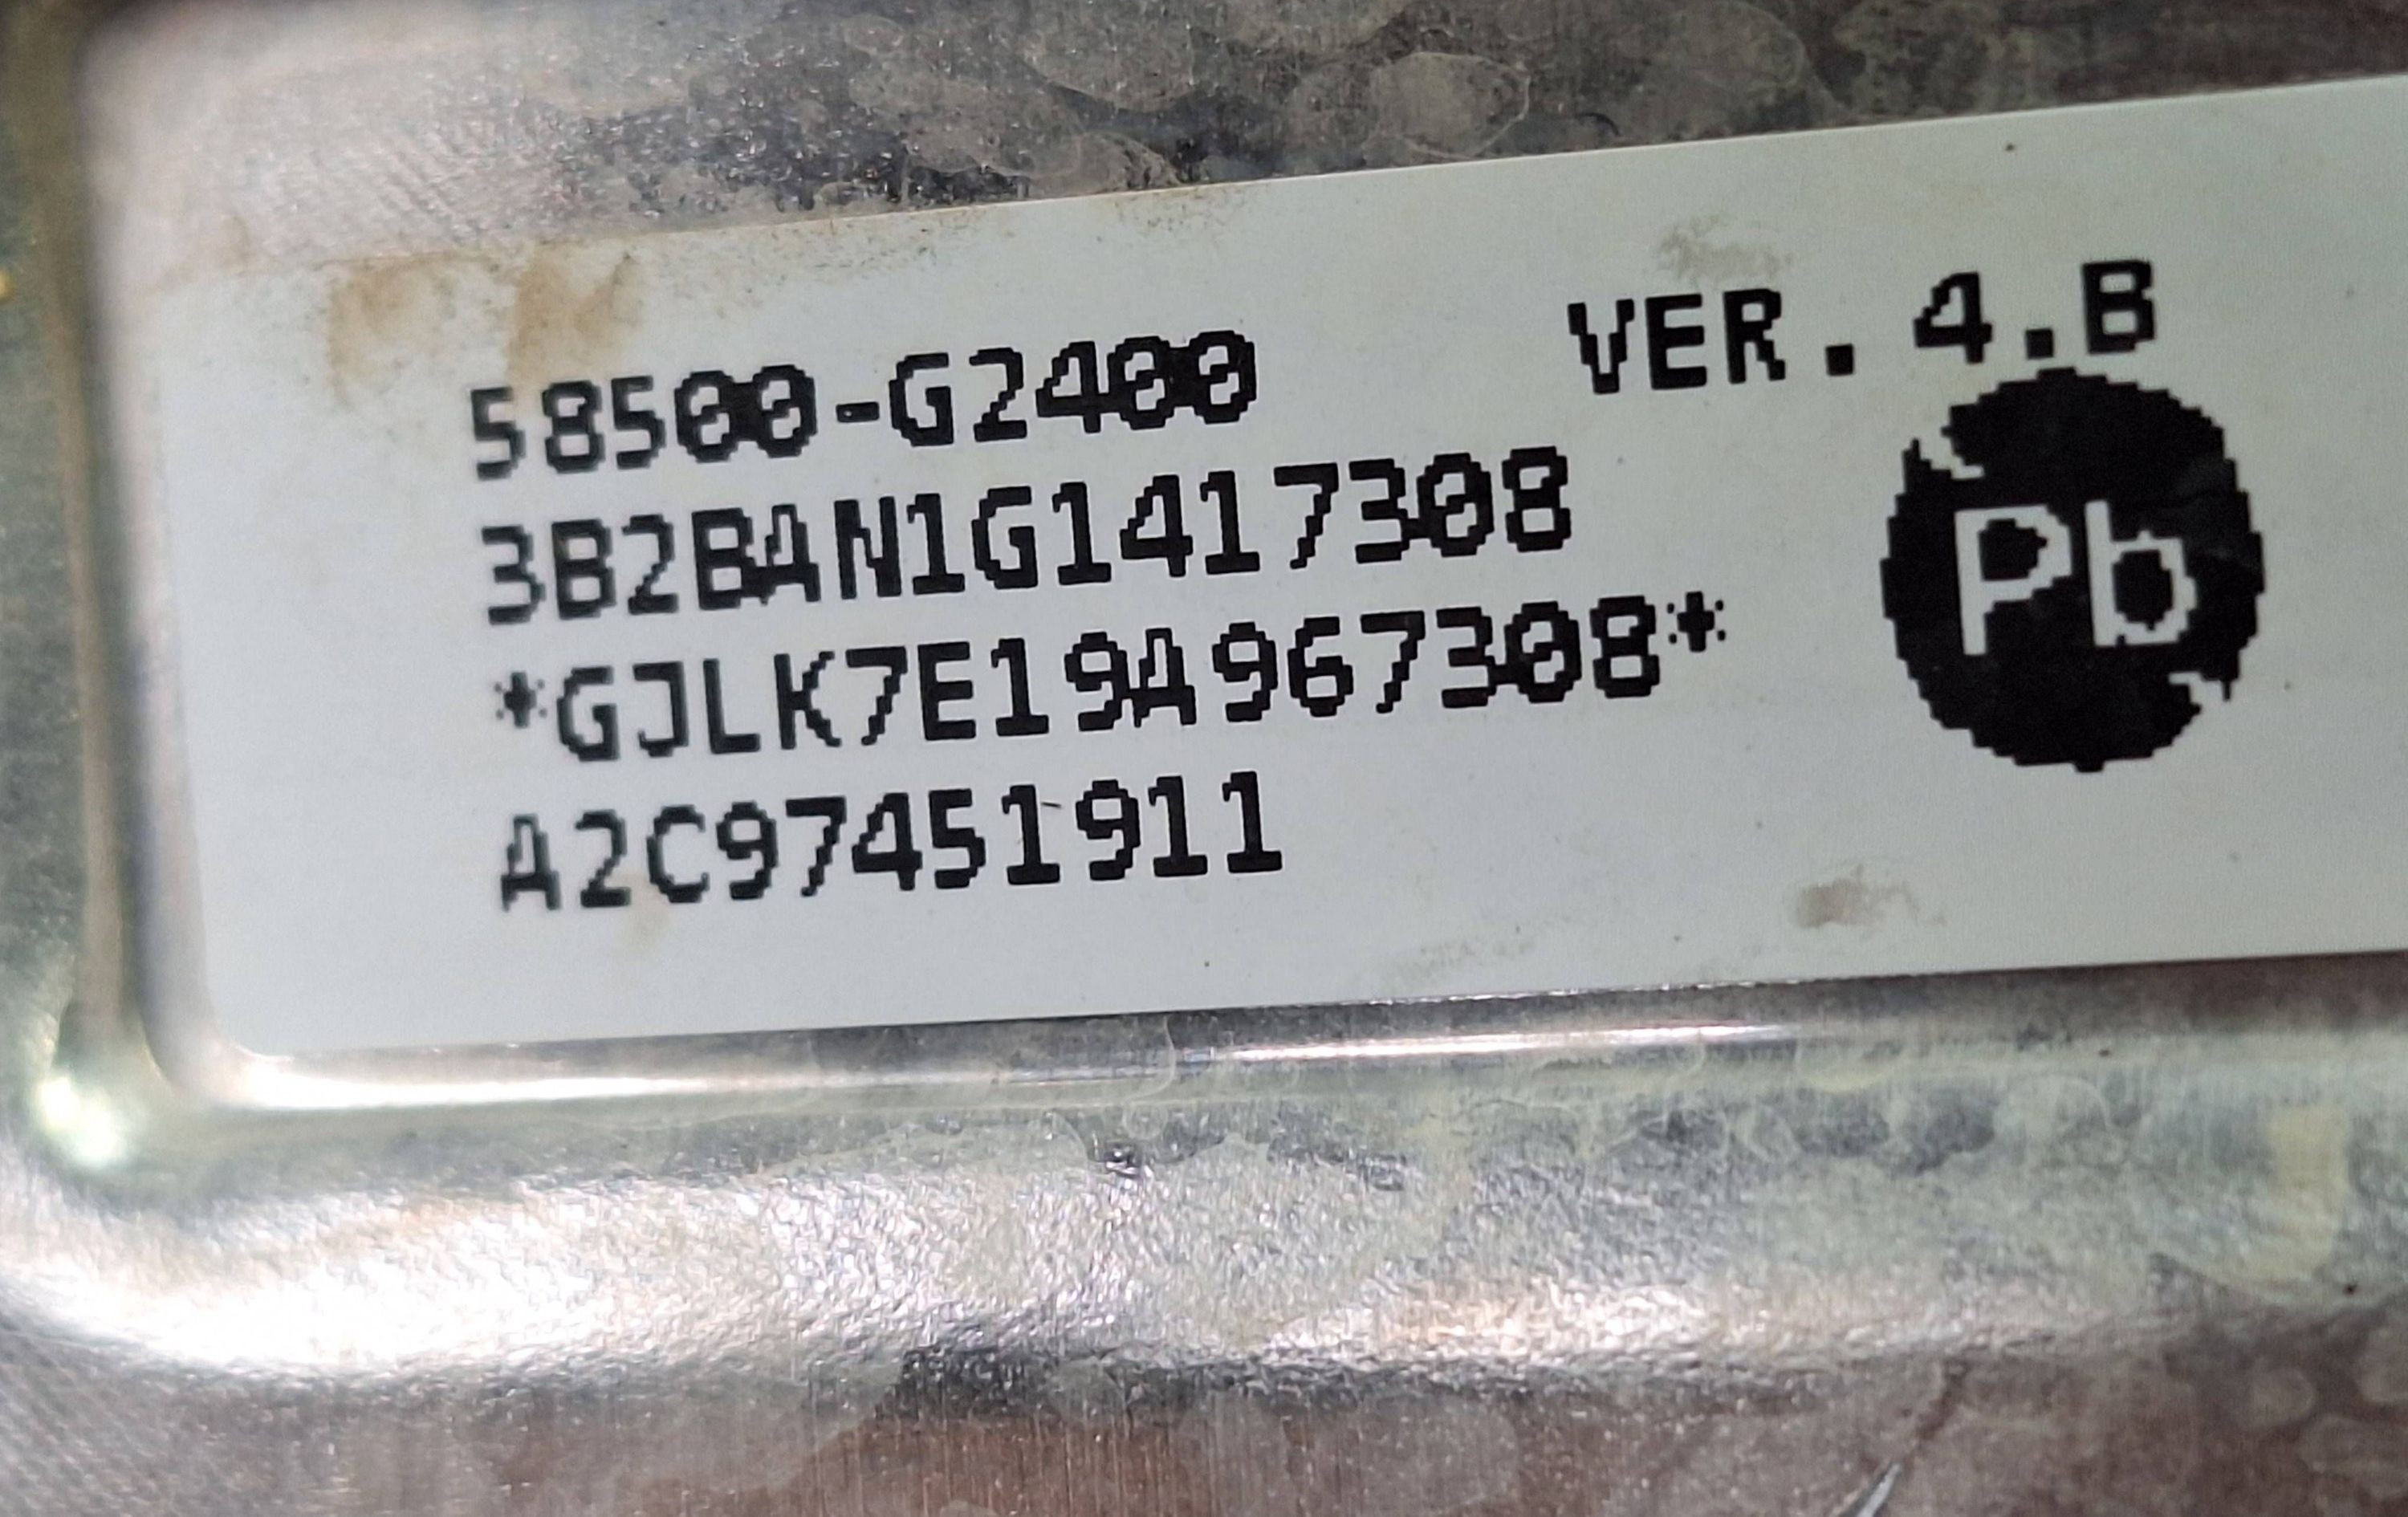 58500-G2400 VER.4.B
3B2BAN1G1417308
*GJLK7E19A967308*
A2C97451911
Pb